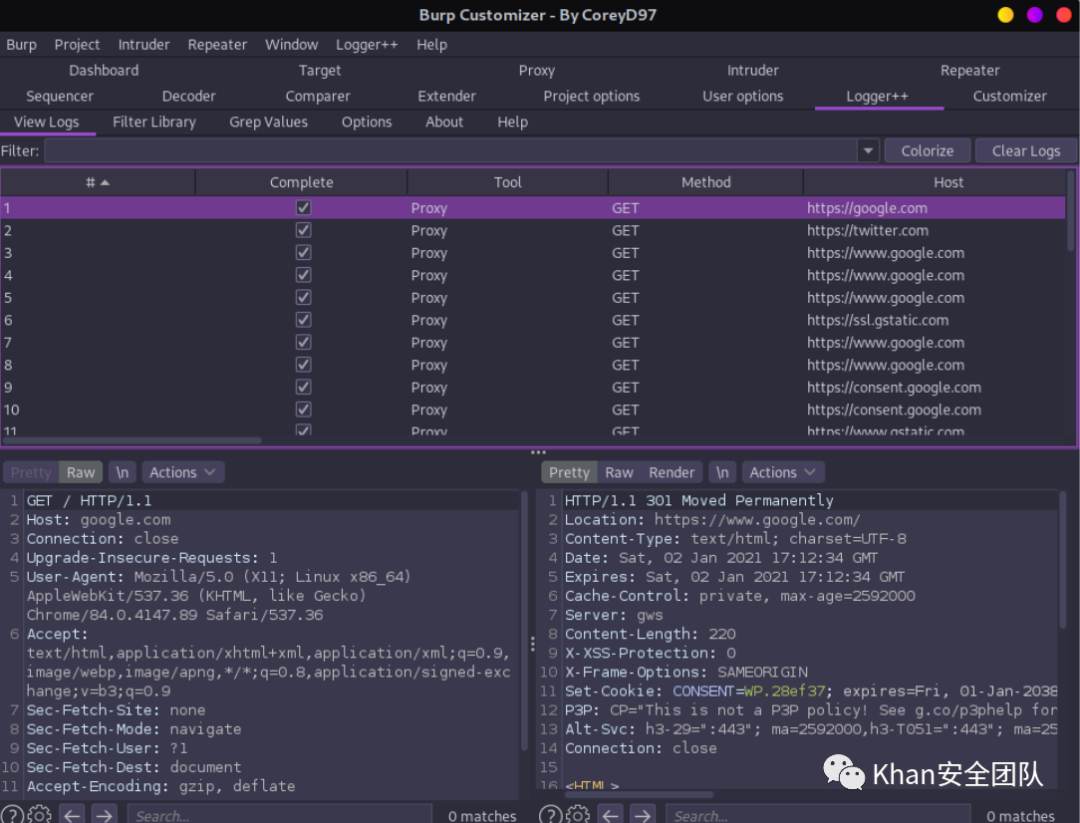 Burp Customizer - By CoreyD97
Burp Project Intruder Repeater Window Logger++ Help
Dashboard Target Proxy Intruder Repeater
Sequencer Decoder Comparer Extender Project options User options Logger++ Customizer
View Logs Filter Library Grep Values Options About Help
Filter: Colorize Clear Logs
# Complete Tool Method Host
1 Proxy GET https://google.com
2 Proxy GET https://twitter.com
3 Proxy GET https://www.google.com
4 Proxy GET https://www.google.com
5 Proxy GET https://www.google.com
6 Proxy GET https://ssl.gstatic.com
7 Proxy GET https://www.google.com
8 Proxy GET https://www.google.com
9 Proxy GET https://consent.google.com
10 Proxy GET https://consent.google.com
11 Proxy GET https://www.gstatic.com
Pretty Raw \n Actions
1 GET / HTTP/1.1
2 Host: google.com
3 Connection: close
4 Upgrade-Insecure-Requests: 1
5 User-Agent: Mozilla/5.0 (X11; Linux x86_64)
AppleWebKit/537.36 (KHTML, like Gecko)
Chrome/84.0.4147.89 Safari/537.36
6 Accept:
text/html,application/xhtml+xml,application/xml;q=0.9,
image/webp,image/apng,*/*;q=0.8,application/signed-exc
hange;v=b3;q=0.9
7 Sec-Fetch-Site: none
8 Sec-Fetch-Mode: navigate
9 Sec-Fetch-User: ?1
10 Sec-Fetch-Dest: document
11 Accept-Encoding: gzip, deflate
Search... 0 matches
Pretty Raw Render \n Actions
1 HTTP/1.1 301 Moved Permanently
2 Location: https://www.google.com/
3 Content-Type: text/html; charset=UTF-8
4 Date: Sat, 02 Jan 2021 17:12:34 GMT
5 Expires: Sat, 02 Jan 2021 17:12:34 GMT
6 Cache-Control: private, max-age=2592000
7 Server: gws
8 Content-Length: 220
9 X-XSS-Protection: 0
10 X-Frame-Options: SAMEORIGIN
11 Set-Cookie: CONSENT=WP.28ef37; expires=Fri, 01-Jan-2038
12 P3P: CP="This is not a P3P policy! See g.co/p3phelp for
13 Alt-Svc: h3-29=":443"; ma=2592000,h3-T051=":443"; ma=25
14 Connection: close
15
16 <HTML>
Khan安全团队
Search... 0 matches